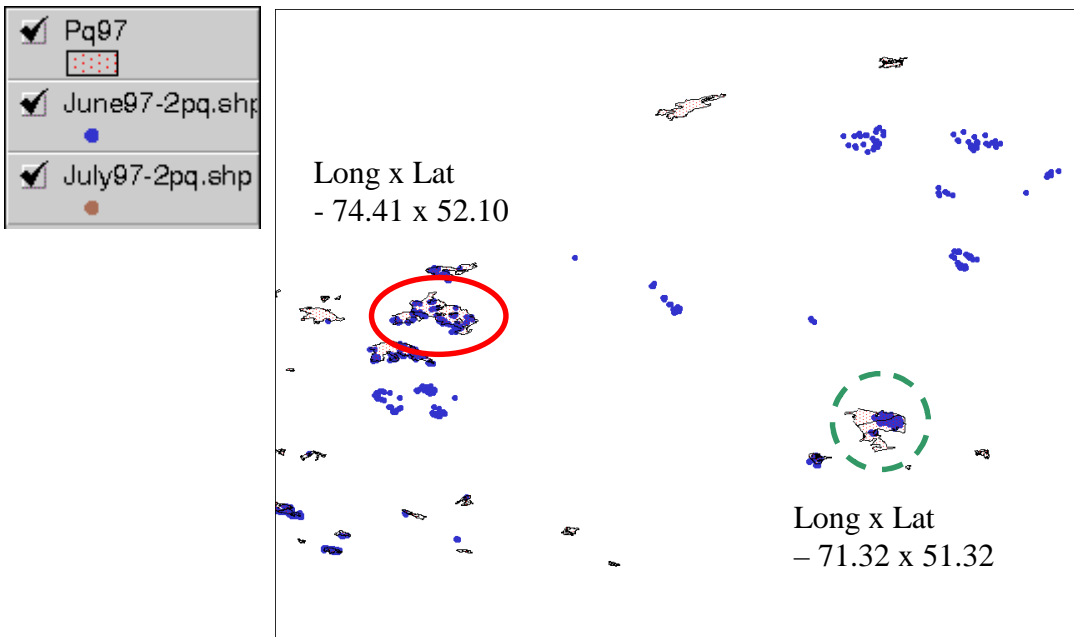 Pq97
June97-2pq.shp
July97-2pq.shp
Long x Lat
- 74.41 x 52.10
Long x Lat
– 71.32 x 51.32